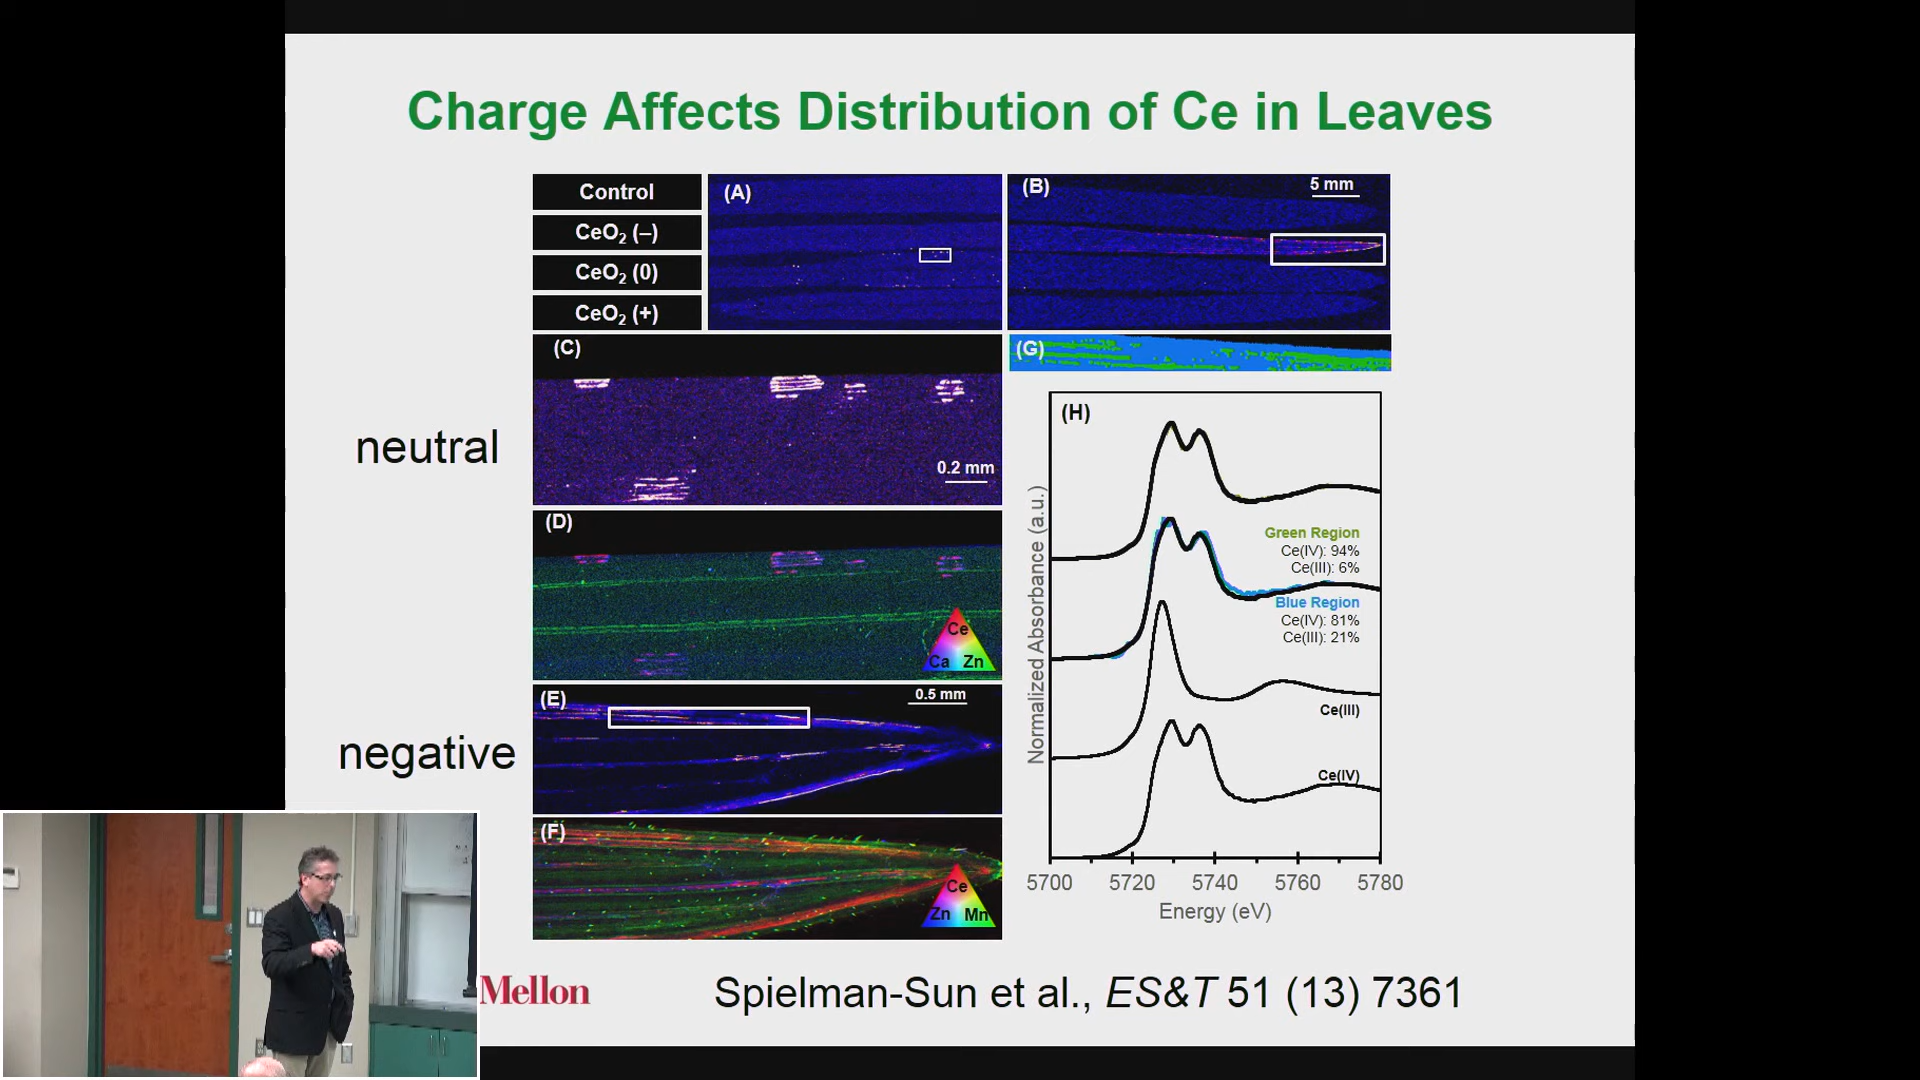 Charge Affects Distribution of Ce in Leaves
Control
CeO₂ (–)
CeO₂ (0)
CeO₂ (+)
(A)
(B)
5 mm
(C)
0.2 mm
neutral
(D)
Ce
Ca Zn
(E)
0.5 mm
negative
(F)
Ce
Zn Mn
(G)
(H)
Normalized Absorbance (a.u.)
Green Region
Ce(IV): 94%
Ce(III): 6%
Blue Region
Ce(IV): 81%
Ce(III): 21%
Ce(III)
Ce(IV)
5700 5720 5740 5760 5780
Energy (eV)
Mellon
Spielman-Sun et al., ES&T 51 (13) 7361